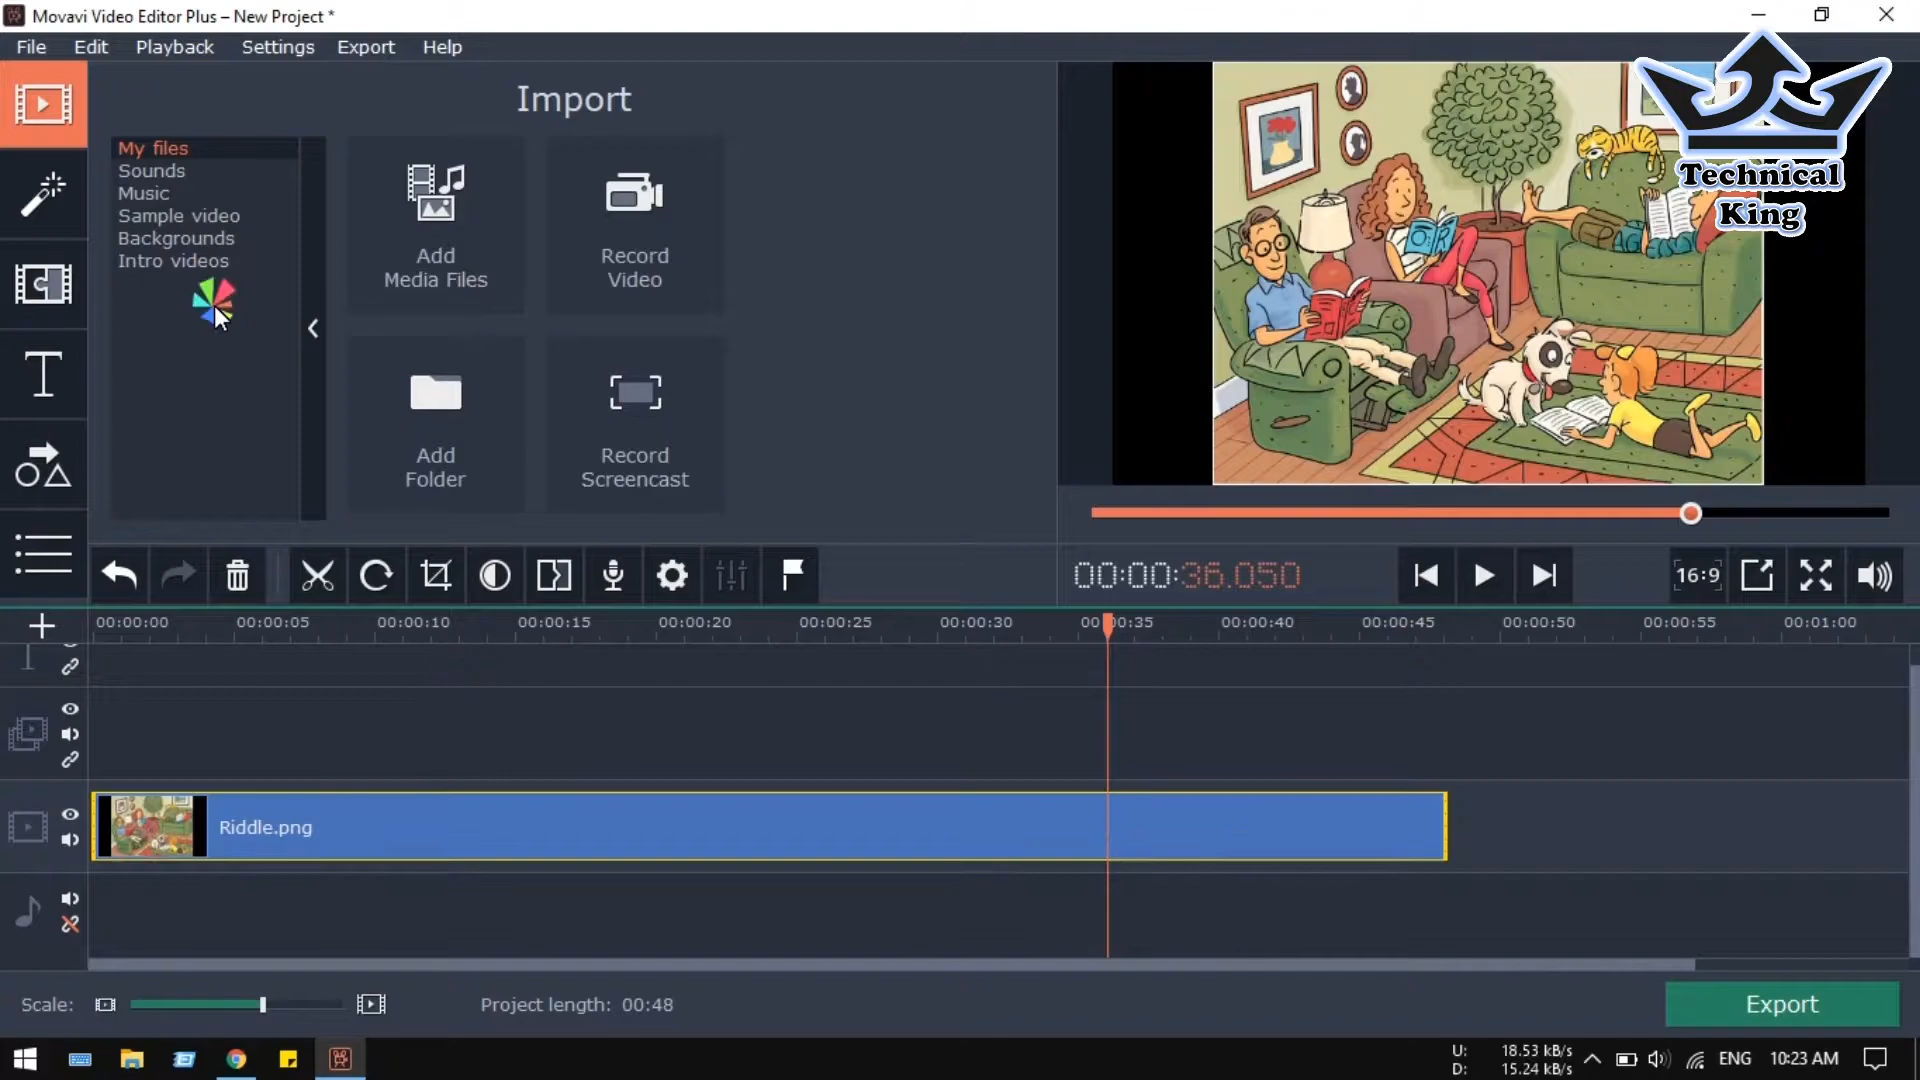 Movavi Video Editor Plus – New Project *
File Edit Playback Settings Export Help
Import
My files
Sounds
Music
Sample video
Backgrounds
Intro videos
Add
Media Files
Record
Video
Add
Folder
Record
Screencast
Technical
King
00:00:36.050
16:9
00:00:00 00:00:05 00:00:10 00:00:15 00:00:20 00:00:25 00:00:30 00:00:35 00:00:40 00:00:45 00:00:50 00:00:55 00:01:00
Riddle.png
Scale:
Project length: 00:48
Export
U: 18.53 kB/s
D: 15.24 kB/s
ENG
10:23 AM